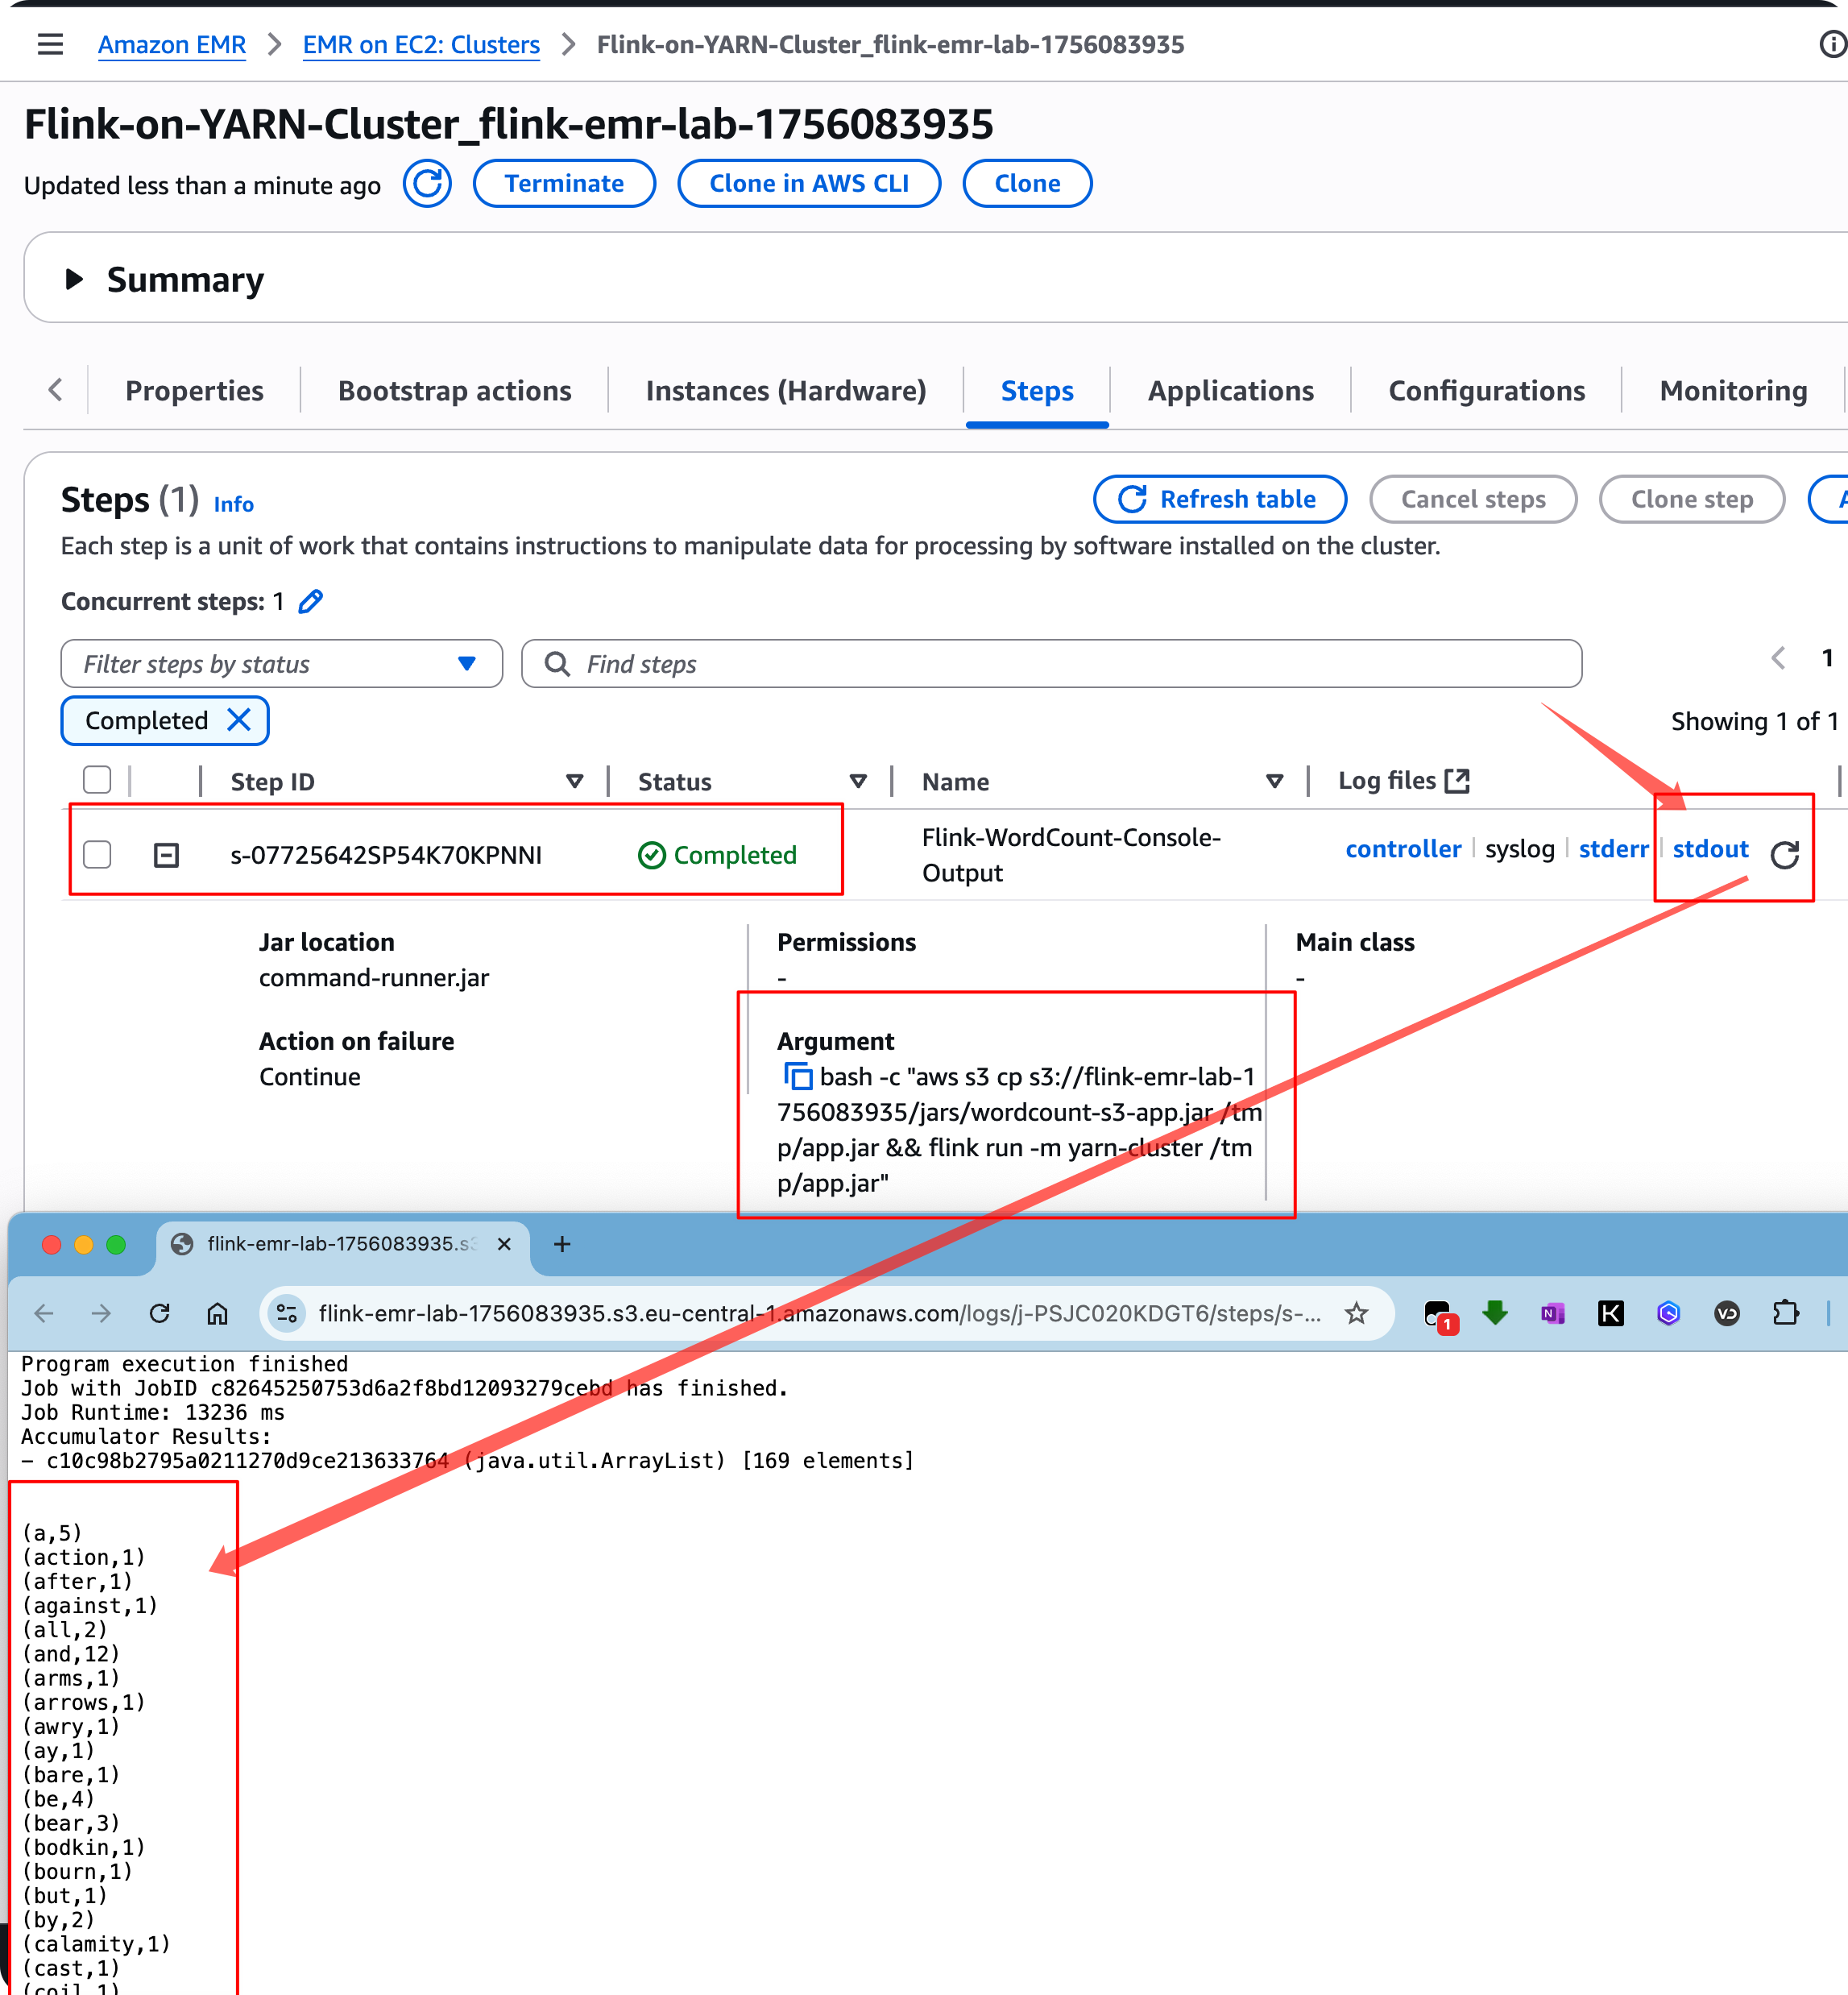 Amazon EMR > EMR on EC2: Clusters > Flink-on-YARN-Cluster_flink-emr-lab-1756083935
Flink-on-YARN-Cluster_flink-emr-lab-1756083935
Updated less than a minute ago Terminate Clone in AWS CLI Clone
Summary
Properties Bootstrap actions Instances (Hardware) Steps Applications Configurations Monitoring
Steps (1) Info Refresh table Cancel steps Clone step
Each step is a unit of work that contains instructions to manipulate data for processing by software installed on the cluster.
Concurrent steps: 1
Filter steps by status Find steps 1
Completed Showing 1 of 1
Step ID Status Name Log files
s-07725642SP54K70KPNNI Completed Flink-WordCount-Console-
Output
controller syslog stderr stdout
Jar location Permissions Main class
command-runner.jar - -
Action on failure Argument
Continue bash -c "aws s3 cp s3://flink-emr-lab-1
756083935/jars/wordcount-s3-app.jar /tm
p/app.jar && flink run -m yarn-cluster /tm
p/app.jar"
flink-emr-lab-1756083935.s3
flink-emr-lab-1756083935.s3.eu-central-1.amazonaws.com/logs/j-PSJC020KDGT6/steps/s-... 1
Program execution finished
Job with JobID c82645250753d6a2f8bd12093279cebd has finished.
Job Runtime: 13236 ms
Accumulator Results:
- c10c98b2795a0211270d9ce213633764 (java.util.ArrayList) [169 elements]
(a,5)
(action,1)
(after,1)
(against,1)
(all,2)
(and,12)
(arms,1)
(arrows,1)
(awry,1)
(ay,1)
(bare,1)
(be,4)
(bear,3)
(bodkin,1)
(bourn,1)
(but,1)
(by,2)
(calamity,1)
(cast,1)
(coil,1)